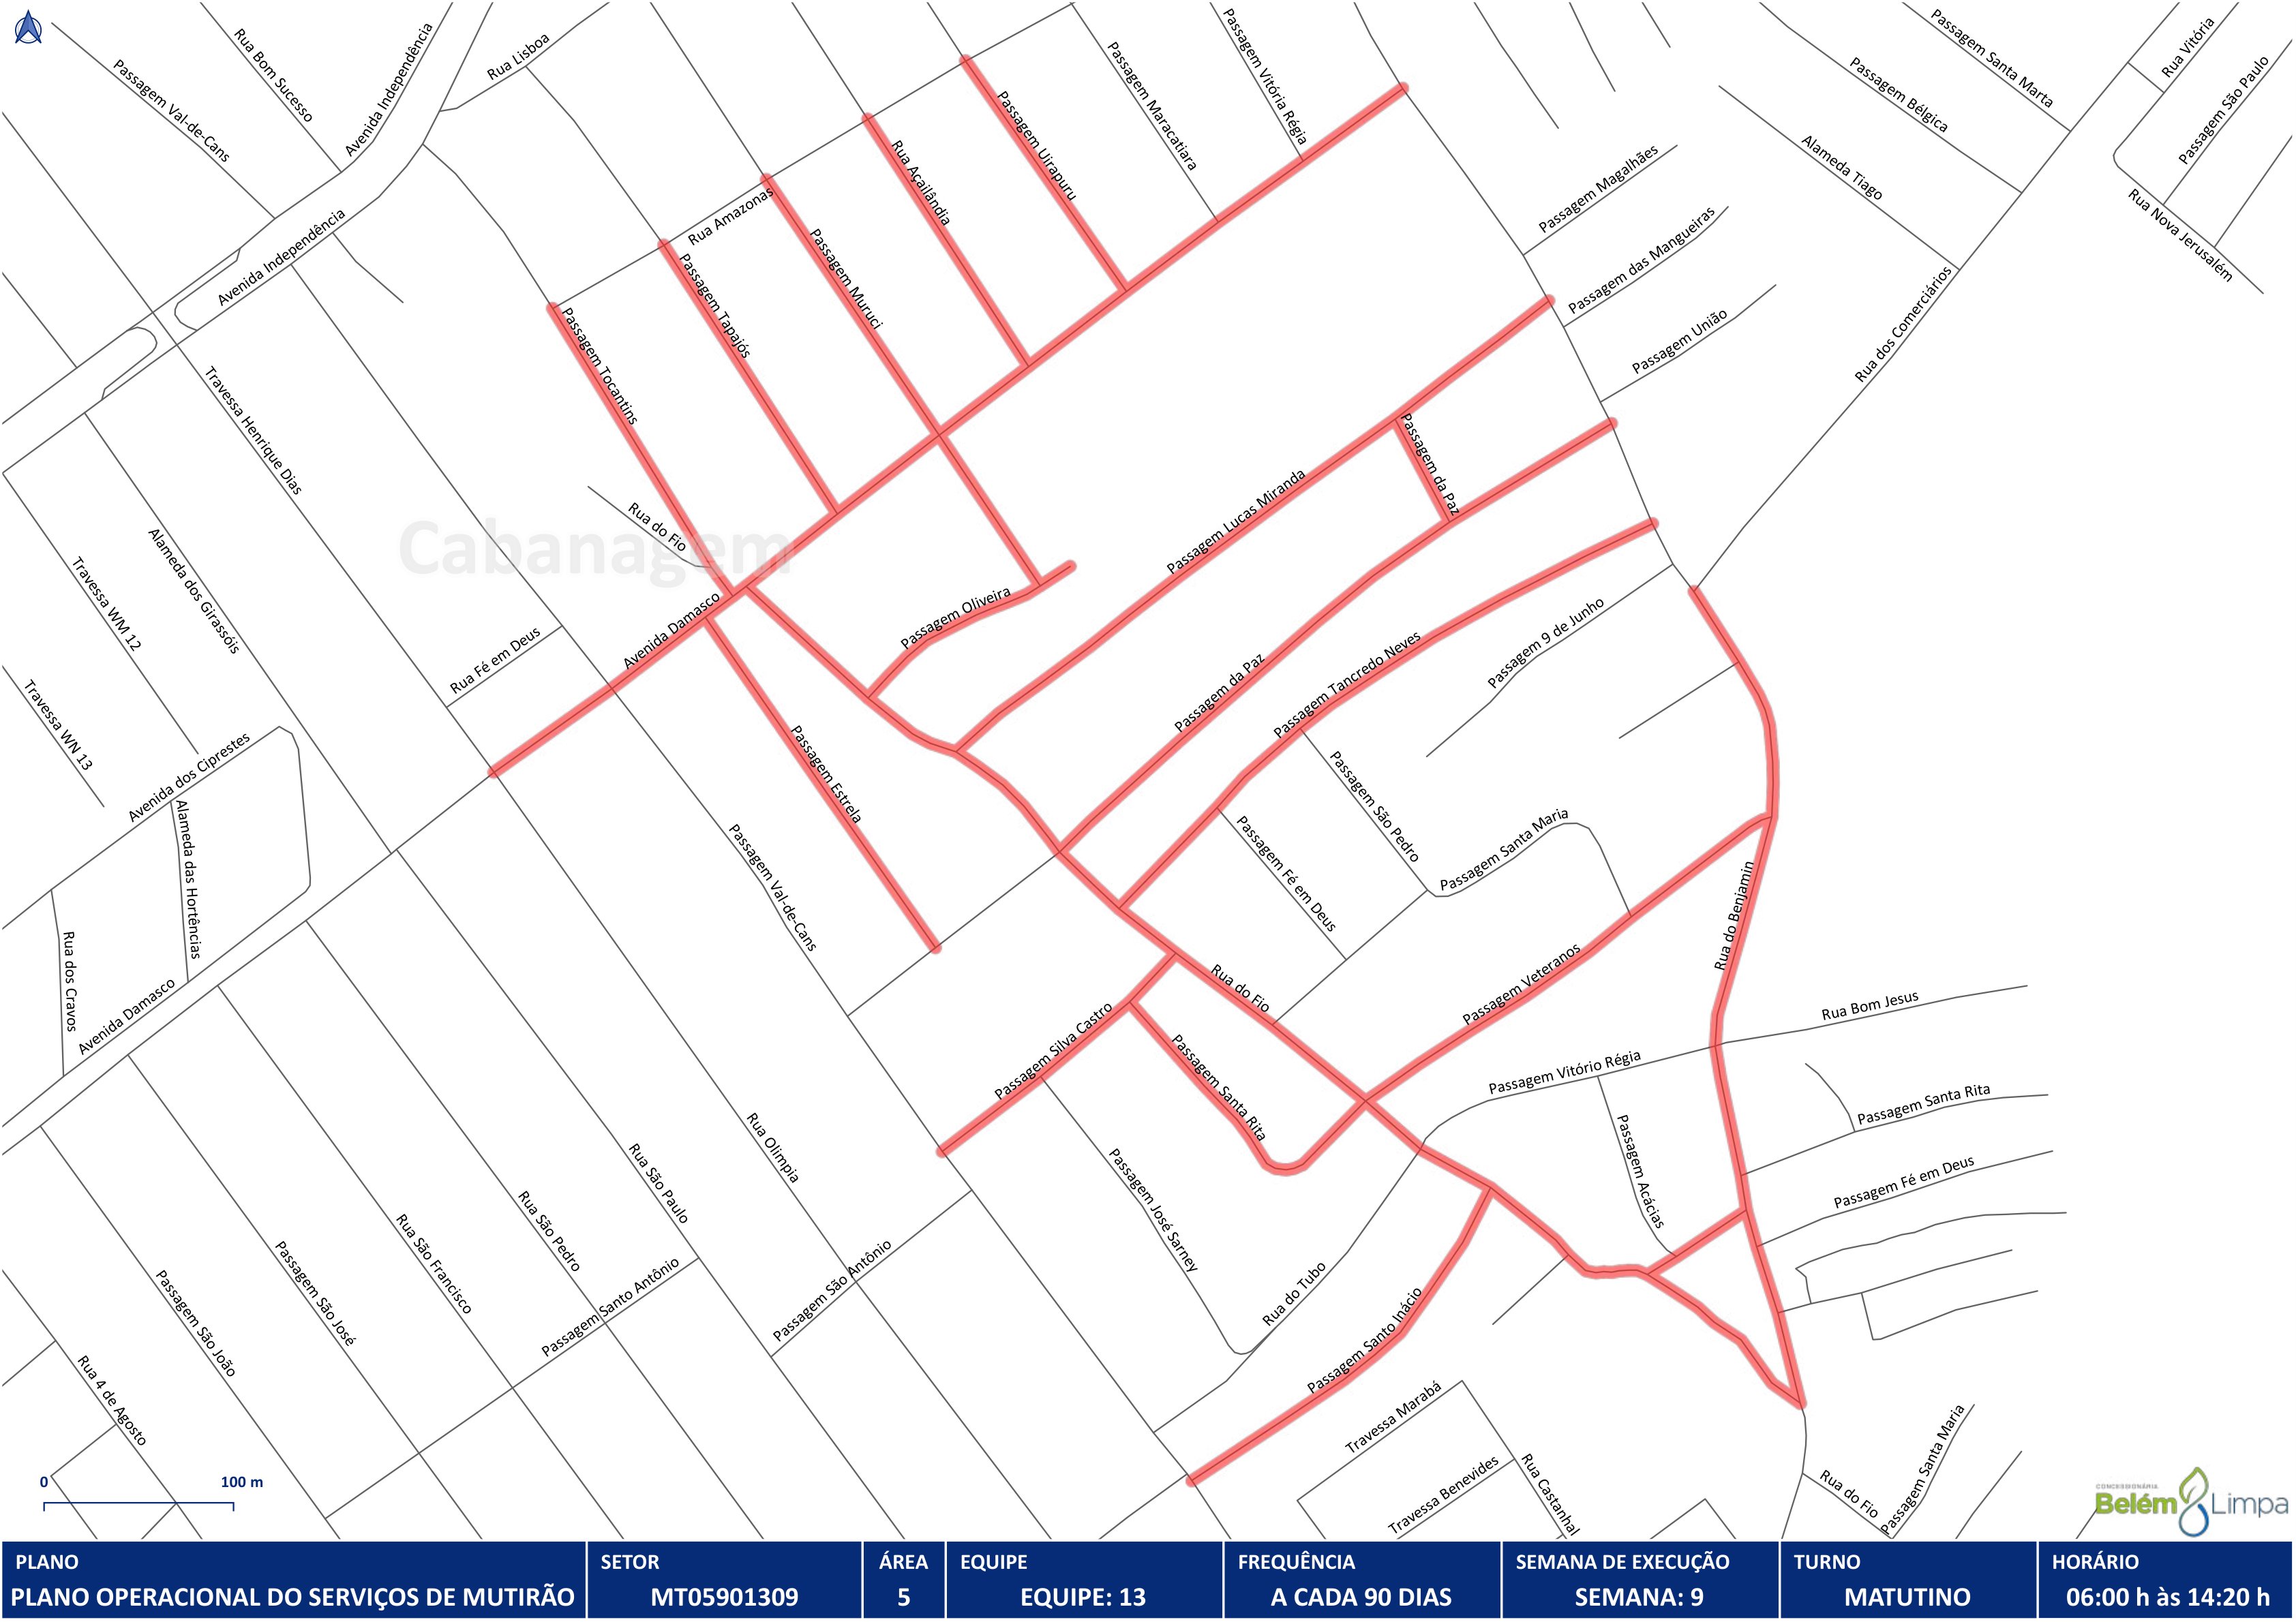 Passagem Val-de-Cans
Rua Bom Sucesso
Avenida Independência
Rua Lisboa
Passagem Maracatiara
Passagem Vitória Régia
Passagem Santa Marta
Rua Vitória
Passagem Bélgica
Passagem São Paulo
Alameda Tiago
Rua Nova Jerusalém
Passagem Uirapuru
Rua Açailândia
Passagem Magalhães
Passagem das Mangueiras
Rua Amazonas
Avenida Independência
Passagem Muruci
Passagem Tapajós
Passagem Tocantins
Passagem União
Rua dos Comerciários
Travessa Henrique Dias
Passagem da Paz
Passagem Lucas Miranda
Rua do Fio
Cabanagem
Alameda dos Girassóis
Travessa WM 12
Passagem Oliveira
Avenida Damasco
Rua Fé em Deus
Passagem 9 de Junho
Passagem da Paz
Passagem Tancredo Neves
Travessa WN 13
Avenida dos Ciprestes
Passagem Estrela
Passagem São Pedro
Alameda das Hortências
Passagem Val-de-Cans
Passagem Fé em Deus
Passagem Santa Maria
Rua do Benjamin
Rua dos Cravos
Avenida Damasco
Rua do Fio
Passagem Veteranos
Rua Bom Jesus
Passagem Silva Castro
Passagem Santa Rita
Passagem Vitório Régia
Passagem Santa Rita
Rua Olimpia
Rua São Paulo
Passagem José Sarney
Passagem Acácias
Passagem Fé em Deus
Rua São Pedro
Rua São Francisco
Passagem São José
Passagem São João
Passagem Santo Antônio
Passagem São Antônio
Rua do Tubo
Passagem Santo Inácio
Rua 4 de Agosto
Travessa Marabá
Travessa Benevides
Rua Castanhal
Rua do Fio
Passagem Santa Maria
0 100 m
CONCESSIONÁRIA
Belém Limpa
PLANO SETOR ÁREA EQUIPE FREQUÊNCIA SEMANA DE EXECUÇÃO TURNO HORÁRIO
PLANO OPERACIONAL DO SERVIÇOS DE MUTIRÃO MT05901309 5 EQUIPE: 13 A CADA 90 DIAS SEMANA: 9 MATUTINO 06:00 h às 14:20 h